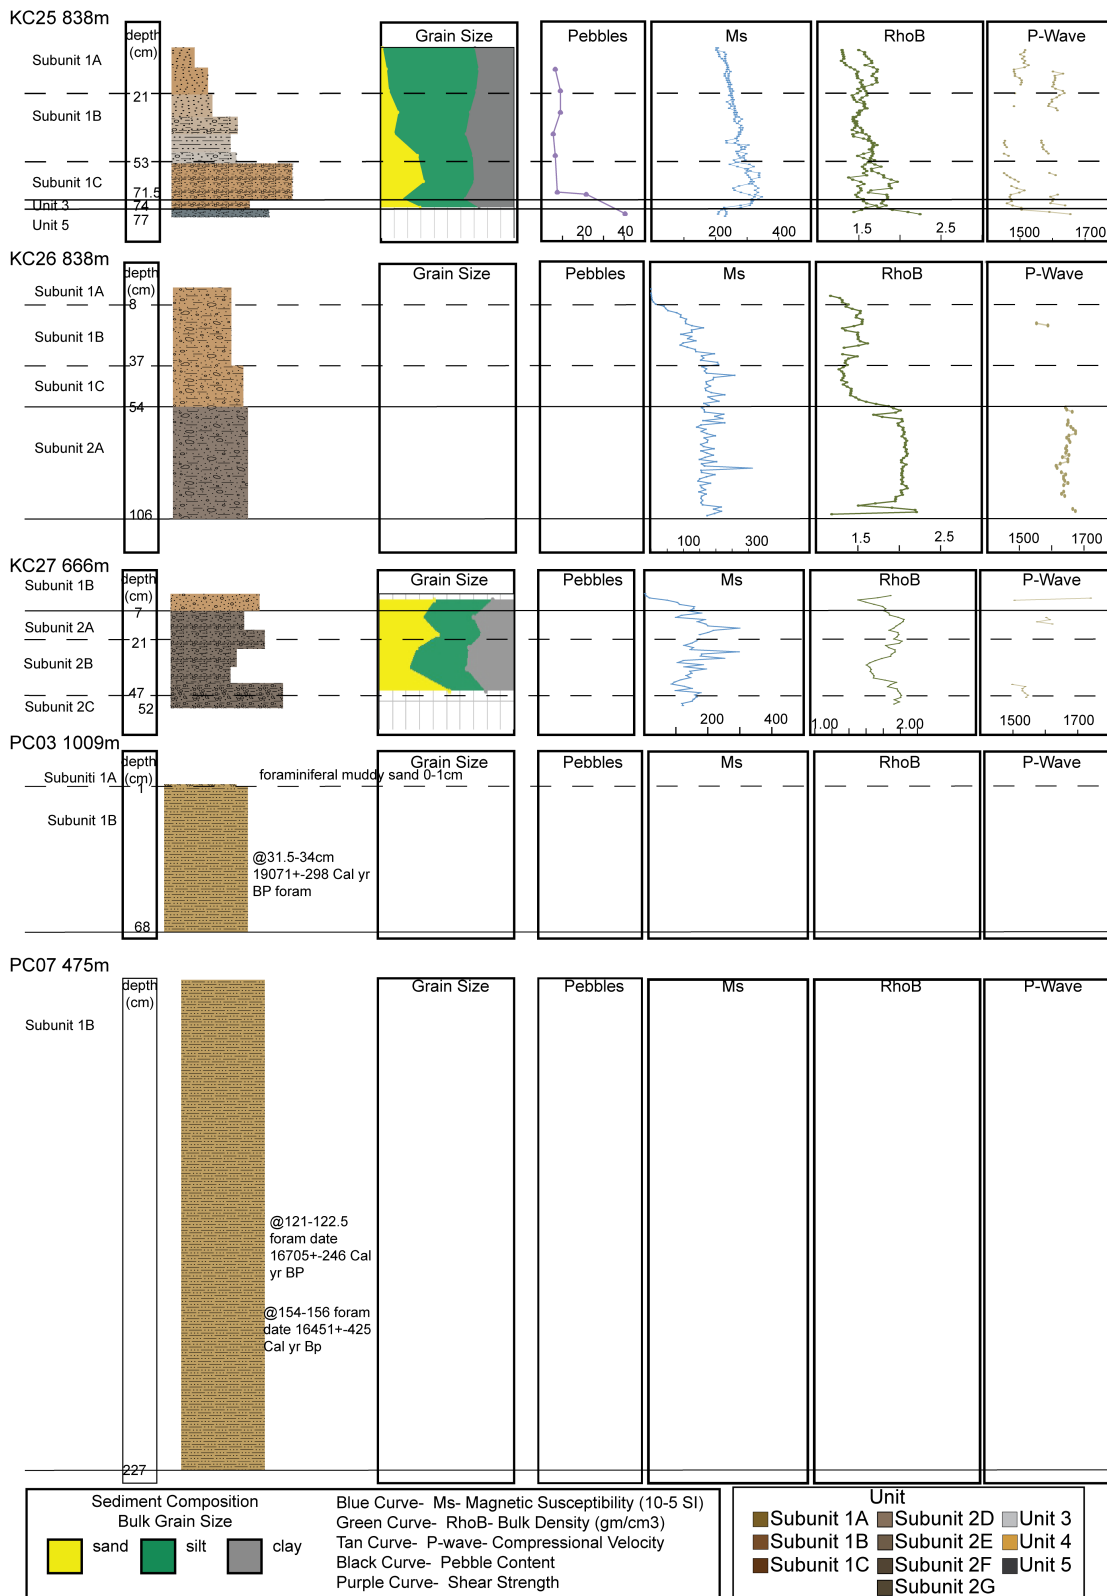 KC25 838m
depth
(cm)
Grain Size
Pebbles
Ms
RhoB
P-Wave
Subunit 1A
21
Subunit 1B
53
Subunit 1C
71.5
Unit 3
74
77
Unit 5
20 40
200 400
1.5 2.5
1500 1700
KC26 838m
depth
(cm)
Grain Size
Pebbles
Ms
RhoB
P-Wave
Subunit 1A
8
Subunit 1B
37
Subunit 1C
54
Subunit 2A
106
100 300
1.5 2.5
1500 1700
KC27 666m
depth
(cm)
Grain Size
Pebbles
Ms
RhoB
P-Wave
Subunit 1B
7
Subunit 2A
21
Subunit 2B
47
Subunit 2C
52
200 400
1.00 2.00
1500 1700
PC03 1009m
depth
(cm)
Grain Size
Pebbles
Ms
RhoB
P-Wave
Subuniti 1A
foraminiferal muddy sand 0-1cm
1
Subunit 1B
@31.5-34cm
19071+-298 Cal yr
BP foram
68
PC07 475m
depth
(cm)
Grain Size
Pebbles
Ms
RhoB
P-Wave
Subunit 1B
@121-122.5
foram date
16705+-246 Cal
yr BP
@154-156 foram
date 16451+-425
Cal yr Bp
227
Sediment Composition
Bulk Grain Size
sand silt clay
Blue Curve- Ms- Magnetic Susceptibility (10-5 SI)
Green Curve- RhoB- Bulk Density (gm/cm3)
Tan Curve- P-wave- Compressional Velocity
Black Curve- Pebble Content
Purple Curve- Shear Strength
Unit
Subunit 1A Subunit 2D Unit 3
Subunit 1B Subunit 2E Unit 4
Subunit 1C Subunit 2F Unit 5
Subunit 2G